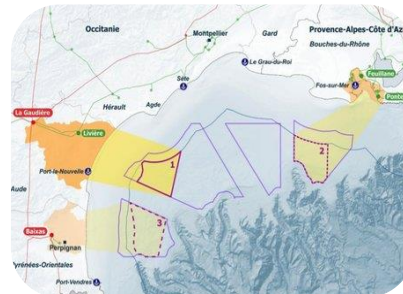 Occitanie
Montpellier
Gard
Provence-Alpes-Côte d'Az
Bouches-du-Rhône
Le Grau-du-Roi
Feuillane
Fos-sur-Mer
Ponte
Sète
Agde
Hérault
La Gaudière
Livière
Port-la-Nouvelle
Aude
1
2
3
Baixas
Perpignan
Pyrénées-Orientales
Port-Vendres